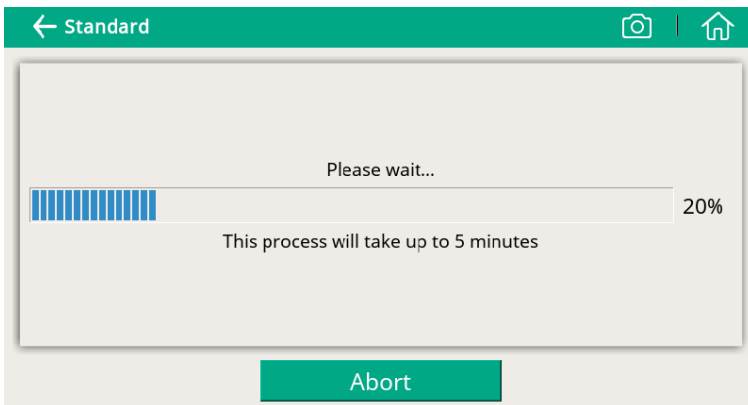 Standard
Please wait...
20%
This process will take up to 5 minutes
Abort